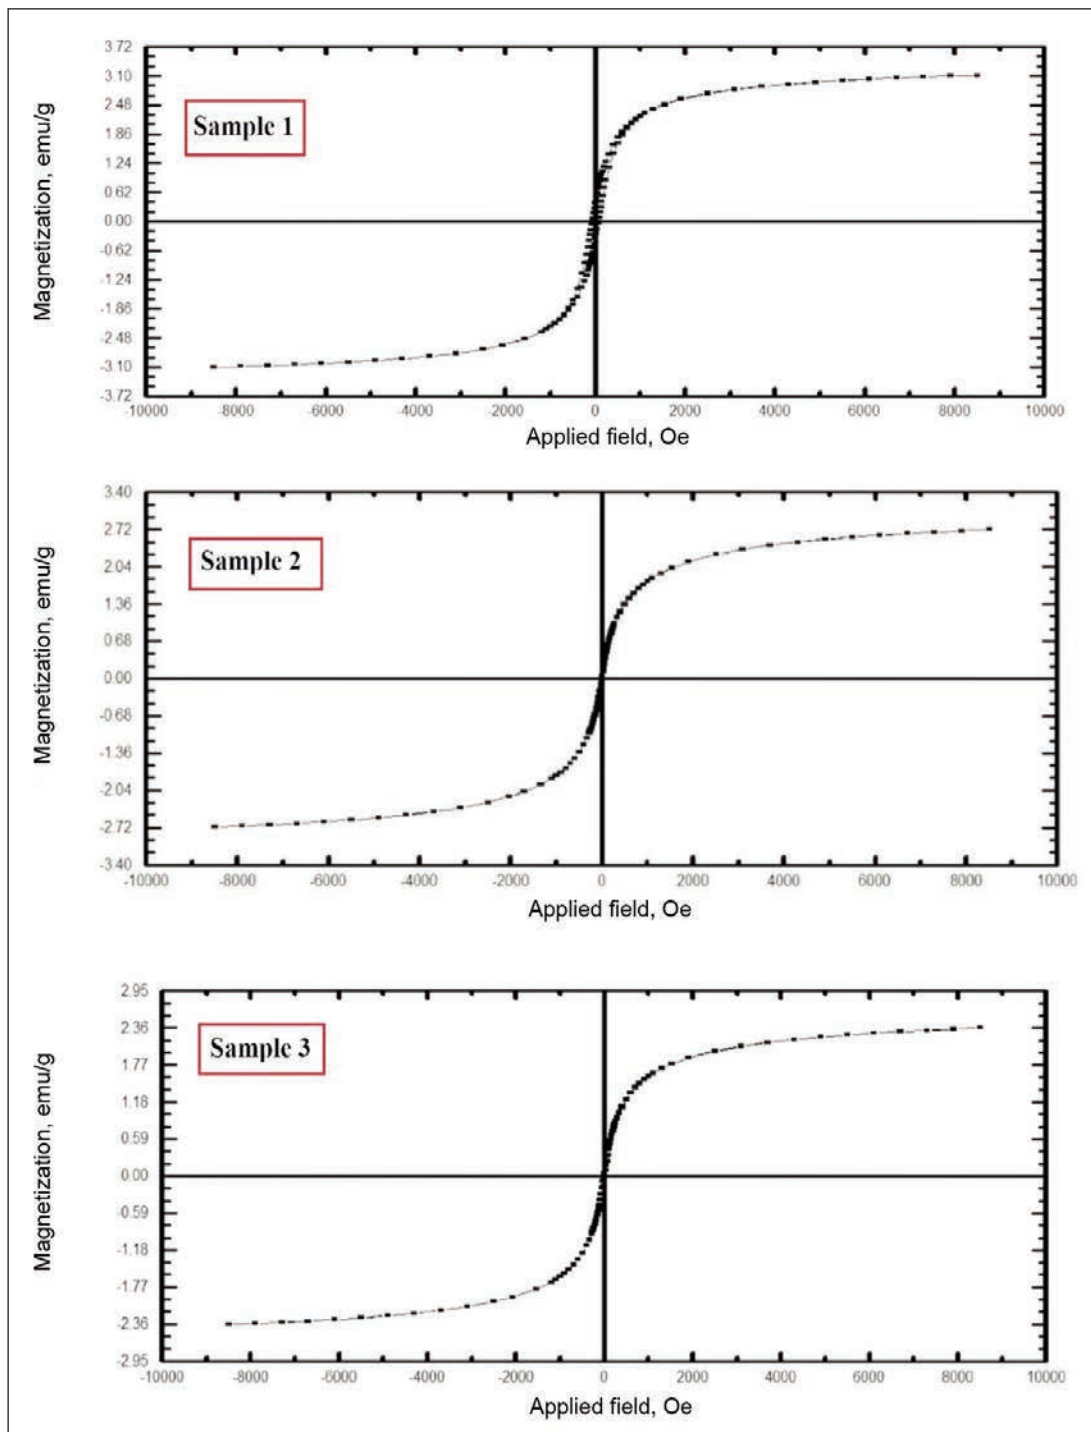 3.72
3.10
2.48
1.86
1.24
0.62
0.00
-0.62
-1.24
-1.86
-2.48
-3.10
-3.72
Magnetization, emu/g
Sample 1
-10000 -8000 -6000 -4000 -2000 0 2000 4000 6000 8000 10000
Applied field, Oe
3.40
2.72
2.04
1.36
0.68
0.00
-0.68
-1.36
-2.04
-2.72
-3.40
Magnetization, emu/g
Sample 2
-10000 -8000 -6000 -4000 -2000 0 2000 4000 6000 8000 10000
Applied field, Oe
2.95
2.36
1.77
1.18
0.59
0.00
-0.59
-1.18
-1.77
-2.36
-2.95
Magnetization, emu/g
Sample 3
-10000 -8000 -6000 -4000 -2000 0 2000 4000 6000 8000 10000
Applied field, Oe